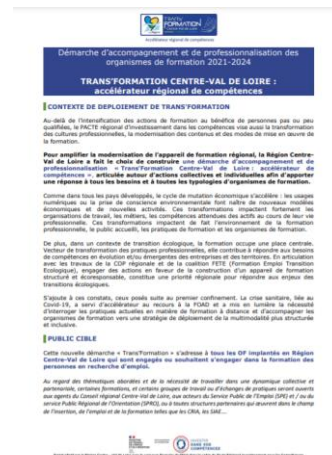 TRANS'
FORMATION
CENTRE-VAL DE LOIRE
Accélérateur régional de compétences
Démarche d'accompagnement et de professionnalisation des
organismes de formation 2021-2024
TRANS'FORMATION CENTRE-VAL DE LOIRE :
accélérateur régional de compétences
CONTEXTE DE DEPLOIEMENT DE TRANS'FORMATION
Au-delà de l'intensification des actions de formation au bénéfice de personnes pas ou peu
qualifiées, le PACTE régional d'investissement dans les compétences vise aussi la transformation
des cultures professionnelles, la modernisation des contenus et des modes de mise en œuvre de
la formation.
Pour amplifier la modernisation de l'appareil de formation régional, la Région Centre-
Val de Loire a fait le choix de construire une démarche d'accompagnement et de
professionnalisation « Trans'Formation Centre-Val de Loire : accélérateur de
compétences », articulée autour d'actions collectives et individuelles afin d'apporter
une réponse à tous les besoins et à toutes les typologies d'organismes de formation.
Comme dans tous les pays développés, le cycle de mutation économique s'accélère : les usages
numériques ou la prise de conscience environnementale font naître de nouveaux modèles
économiques et de nouvelles activités. Ces transformations impactent fortement les
organisations de travail, les métiers, les compétences attendues des actifs au cours de leur vie
professionnelle. Ces transformations impactent de fait l'environnement de la formation
professionnelle, le public accueilli, les pratiques de formation et les organismes de formation.
De plus, dans un contexte de transition écologique, la formation occupe une place centrale.
Vecteur de transformation des pratiques professionnelles, elle contribue à répondre aux besoins
de compétences en évolution et/ou émergentes des entreprises et des territoires. En articulation
avec les travaux de la COP régionale et de la coalition FETE (Formation Emploi Transition
Ecologique), engager des actions en faveur de la construction d'un appareil de formation
structuré et écoresponsable, constitue une priorité régionale pour répondre aux enjeux des
transitions écologiques.
S'ajoute à ces constats, ceux posés suite au premier confinement. La crise sanitaire, liée au
Covid-19, a servi d'accélérateur au recours à la FOAD et a mis en lumière la nécessité
d'interroger les pratiques actuelles en matière de formation à distance et d'accompagner les
organismes de formation vers une stratégie de déploiement de la multimodalité plus structurée
et inclusive.
PUBLIC CIBLE
Cette nouvelle démarche « Trans'Formation » s'adresse à tous les OF implantés en Région
Centre-Val de Loire qui sont engagés ou souhaitent s'engager dans la formation des
personnes en recherche d'emploi.
Au regard des thématiques abordées et de la nécessité de travailler dans une dynamique collective et
partenariale, certaines formations, et certains groupes de travail ou d'échanges de pratiques seront ouverts
aux agents du Conseil régional Centre-Val de Loire, aux acteurs du Service Public de l'Emploi (SPE) et / ou du
service Public Régional de l'Orientation (SPRO), ou à toutes structures partenariales qui œuvrent dans le champ
de l'insertion, de l'emploi et de la formation telles que les CRIA, les SIAE….